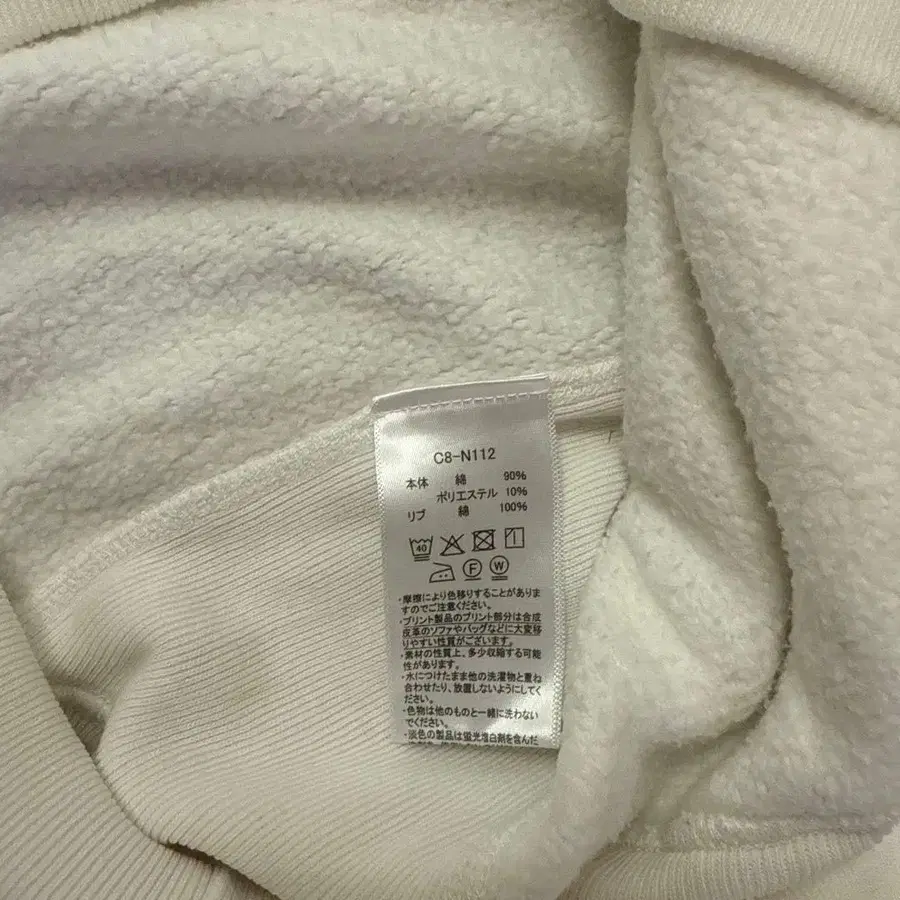 C8-N112
本体 綿 90%
ポリエステル 10%
リブ 綿 100%
40
F W
・摩擦により色移りすることがありま
すのでご注意ください。
・プリント製品のプリント部分は合成
皮革のソファやバッグなどに大変移
りやすい性質がございます。
・素材の性質上、多少収縮する可能
性があります。
・水につけたまま他の洗濯物と重ね
合わせたり、放置しないようにしてく
ださい。
・色物は他のものと一緒に洗わない
でください。
・淡色の製品は蛍光増白剤を含んだ